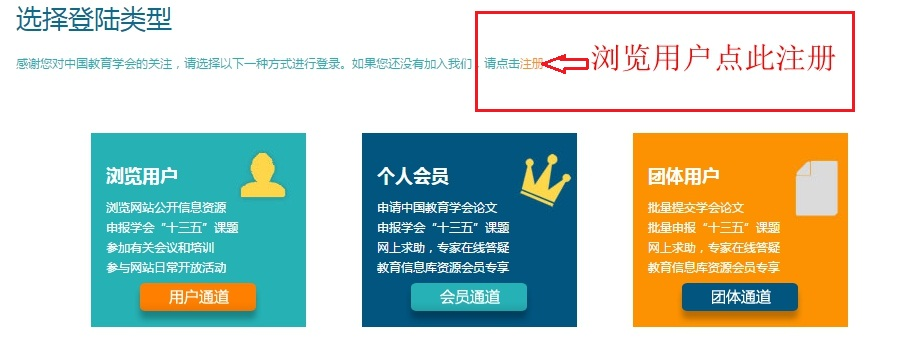 选择登陆类型
感谢您对中国教育学会的关注，请选择以下一种方式进行登录。如果您还没有加入我们，请点击注册
浏览用户点此注册
浏览用户
浏览网站公开信息资源
申报学会“十三五”课题
参加有关会议和培训
参与网站日常开放活动
用户通道
个人会员
申请中国教育学会论文
申报学会“十三五”课题
网上求助，专家在线答疑
教育信息库资源会员专享
会员通道
团体用户
批量提交学会论文
批量申报“十三五”课题
网上求助，专家在线答疑
教育信息库资源会员专享
团体通道